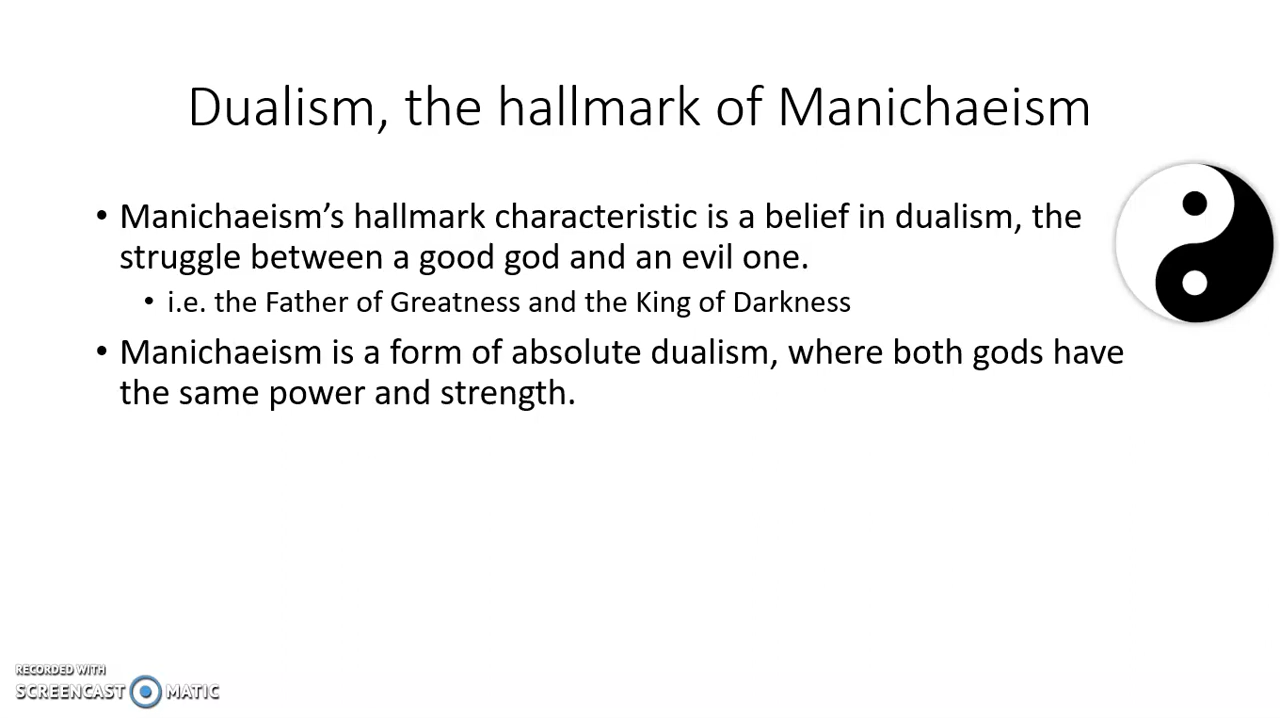 Dualism, the hallmark of Manichaeism
• Manichaeism’s hallmark characteristic is a belief in dualism, the
struggle between a good god and an evil one.
• i.e. the Father of Greatness and the King of Darkness
• Manichaeism is a form of absolute dualism, where both gods have
the same power and strength.
RECORDED WITH
SCREENCAST MATIC